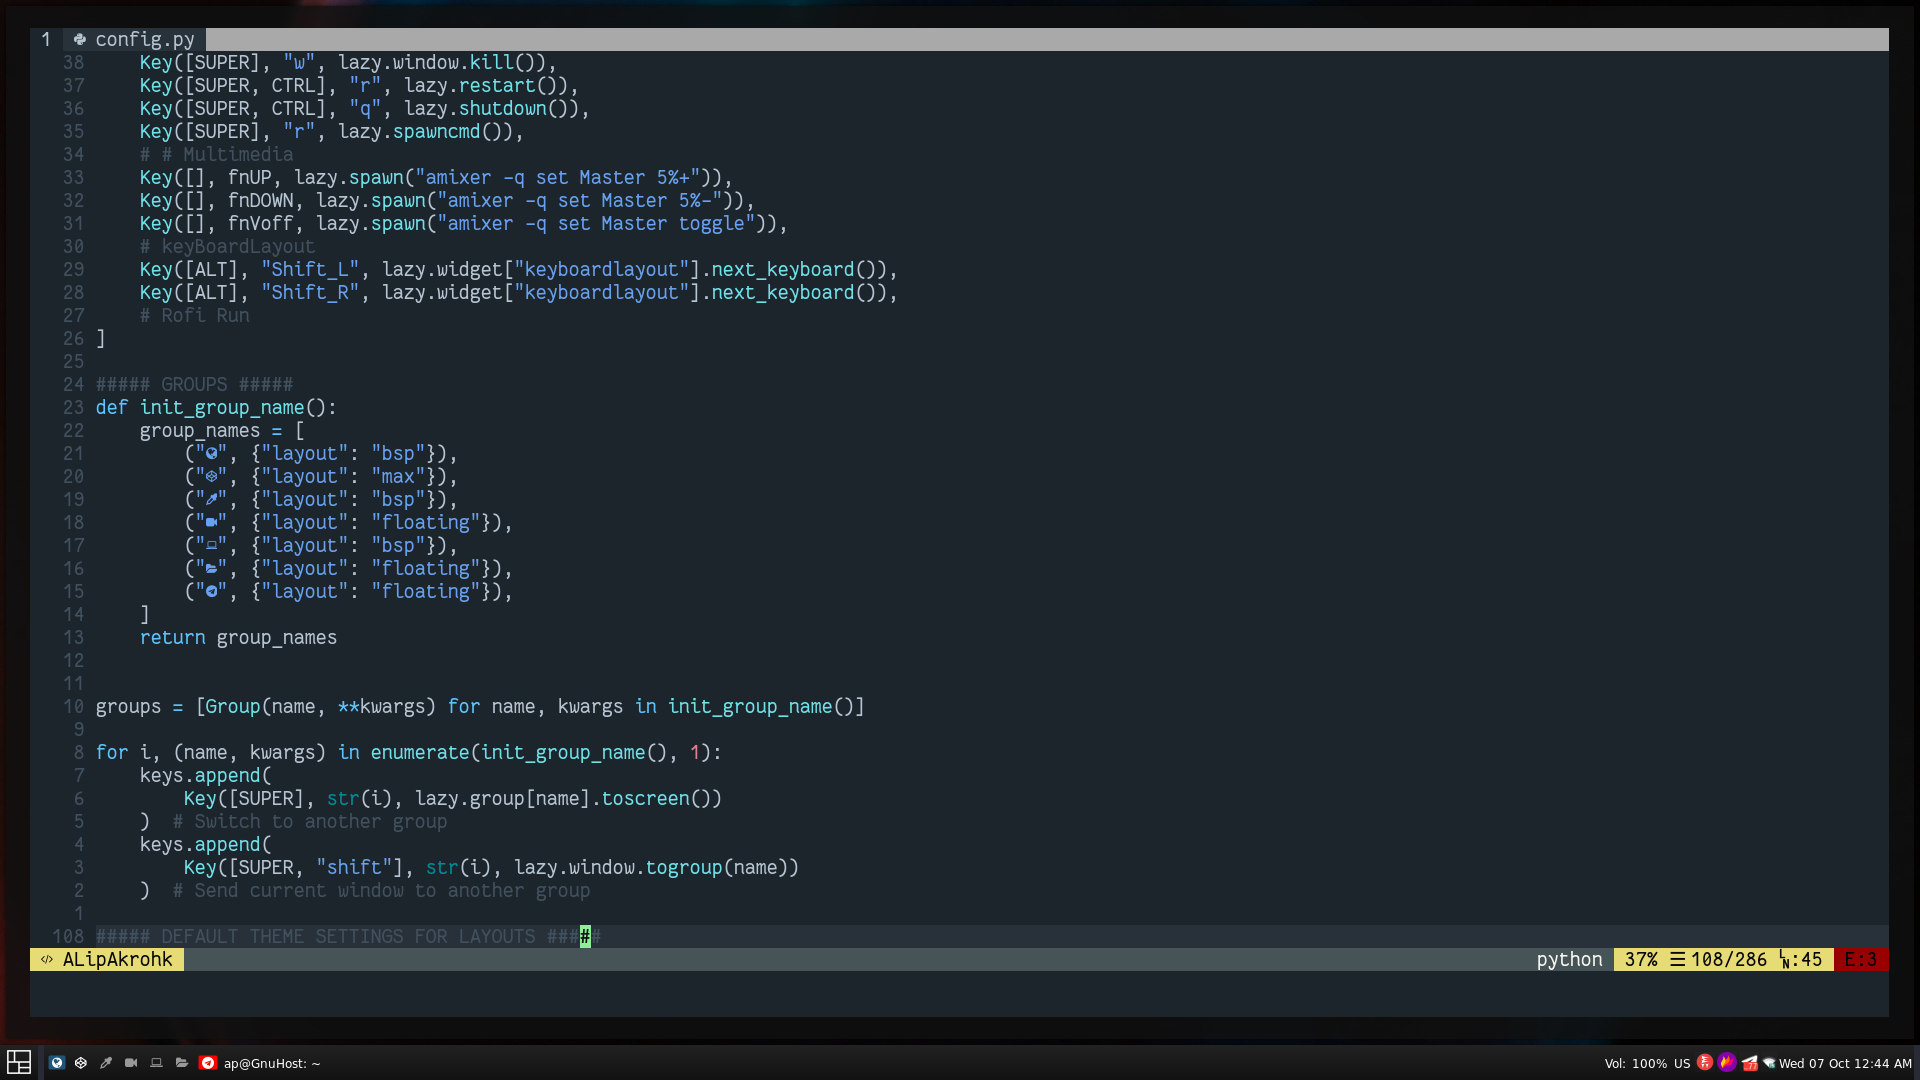 1 config.py
38     Key([SUPER], "w", lazy.window.kill()),
37     Key([SUPER, CTRL], "r", lazy.restart()),
36     Key([SUPER, CTRL], "q", lazy.shutdown()),
35     Key([SUPER], "r", lazy.spawncmd()),
34     # # Multimedia
33     Key([], fnUP, lazy.spawn("amixer -q set Master 5%+")),
32     Key([], fnDOWN, lazy.spawn("amixer -q set Master 5%-")),
31     Key([], fnVoff, lazy.spawn("amixer -q set Master toggle")),
30     # keyBoardLayout
29     Key([ALT], "Shift_L", lazy.widget["keyboardlayout"].next_keyboard()),
28     Key([ALT], "Shift_R", lazy.widget["keyboardlayout"].next_keyboard()),
27     # Rofi Run
26 ]
25
24 ##### GROUPS #####
23 def init_group_name():
22     group_names = [
21         ("", {"layout": "bsp"}),
20         ("", {"layout": "max"}),
19         ("", {"layout": "bsp"}),
18         ("", {"layout": "floating"}),
17         ("", {"layout": "bsp"}),
16         ("", {"layout": "floating"}),
15         ("", {"layout": "floating"}),
14     ]
13     return group_names
12
11
10 groups = [Group(name, **kwargs) for name, kwargs in init_group_name()]
9
8 for i, (name, kwargs) in enumerate(init_group_name(), 1):
7     keys.append(
6         Key([SUPER], str(i), lazy.group[name].toscreen())
5     )  # Switch to another group
4     keys.append(
3         Key([SUPER, "shift"], str(i), lazy.window.togroup(name))
2     )  # Send current window to another group
1
108 ##### DEFAULT THEME SETTINGS FOR LAYOUTS #####
ALipAkrohk python 37% ☰ 108/286 LN:45 E:3
ap@GnuHost: ~ Vol: 100% US Wed 07 Oct 12:44 AM